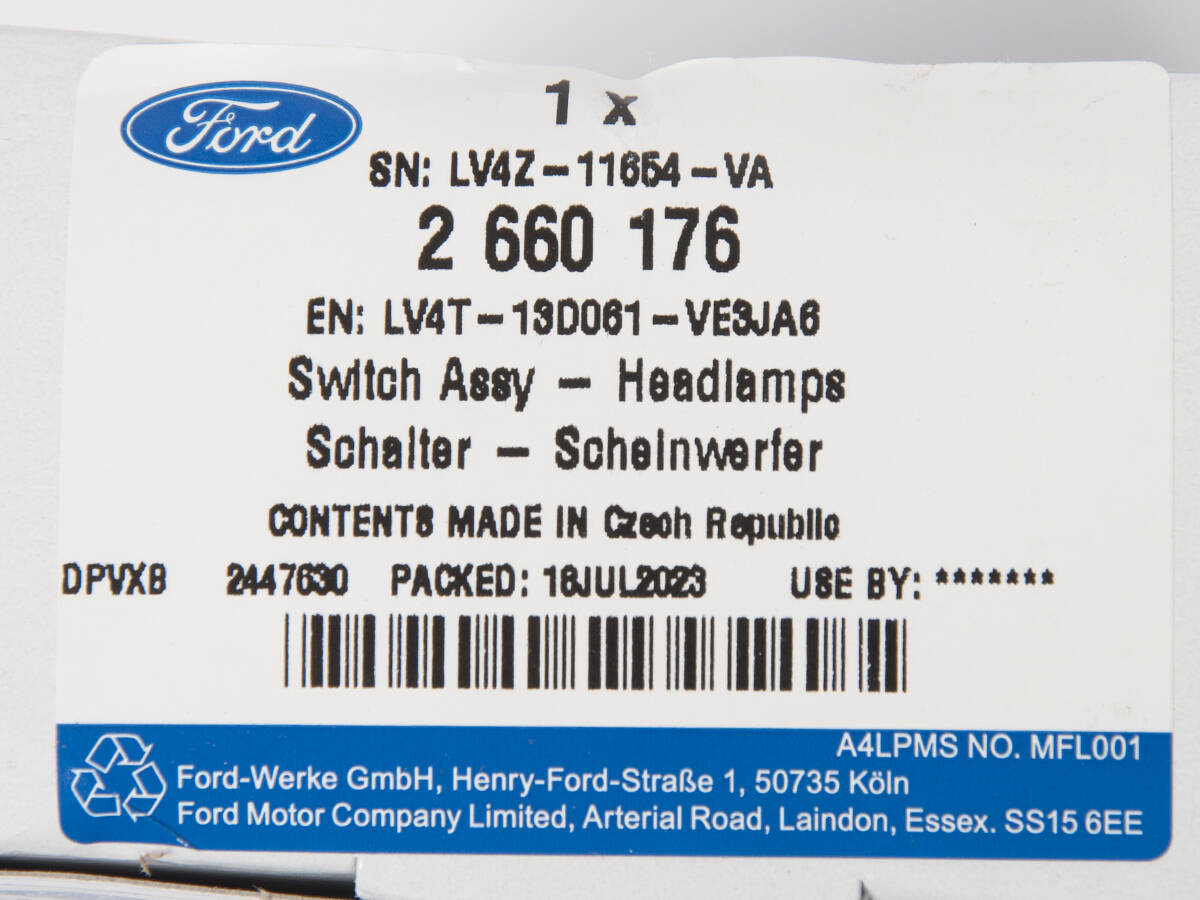 Ford
1 x
SN: LV4Z-11654-VA
2 660 176
EN: LV4T-13D061-VE3JA6
Switch Assy - Headlamps
Schalter - Scheinwerfer
CONTENTS MADE IN Czech Republic
DPVXB 2447630 PACKED: 18JUL2023 USE BY: *******
A4LPMS NO. MFL001
Ford-Werke GmbH, Henry-Ford-Straße 1, 50735 Köln
Ford Motor Company Limited, Arterial Road, Laindon, Essex. SS15 6EE